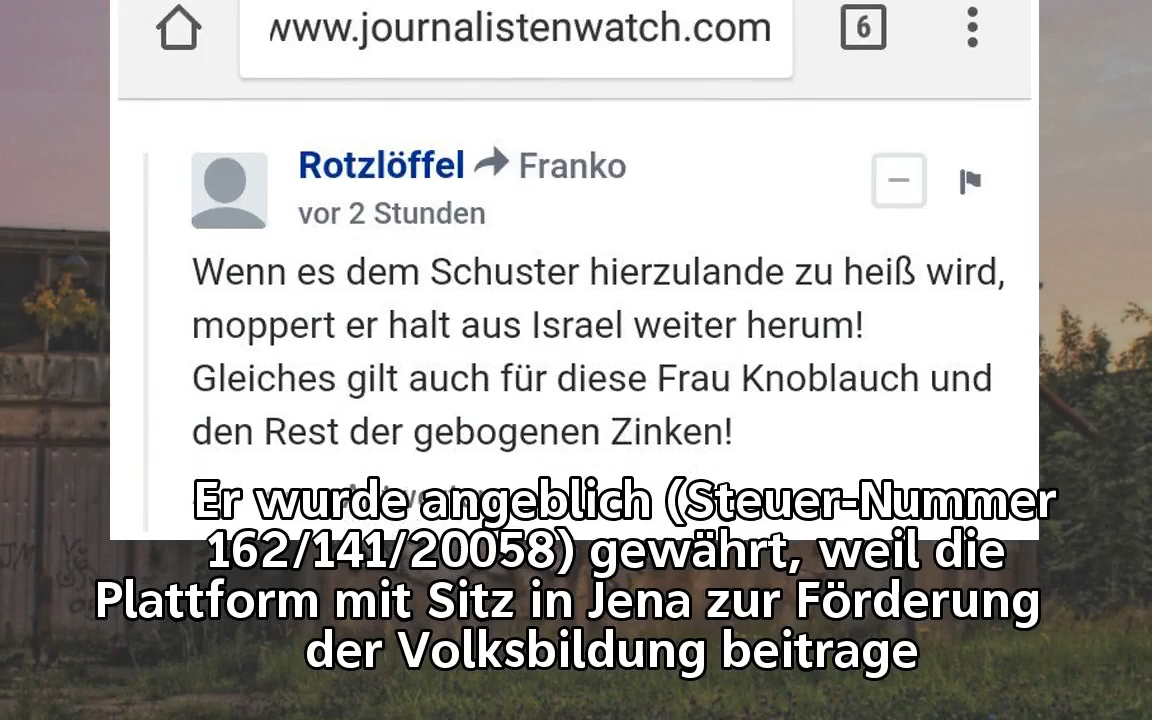 www.journalistenwatch.com
6
Rotzlöffel Franko
vor 2 Stunden
Wenn es dem Schuster hierzulande zu heiß wird,
moppert er halt aus Israel weiter herum!
Gleiches gilt auch für diese Frau Knoblauch und
den Rest der gebogenen Zinken!
Er wurde angeblich (Steuer-Nummer
162/141/20058) gewährt, weil die
Plattform mit Sitz in Jena zur Förderung
der Volksbildung beitrage